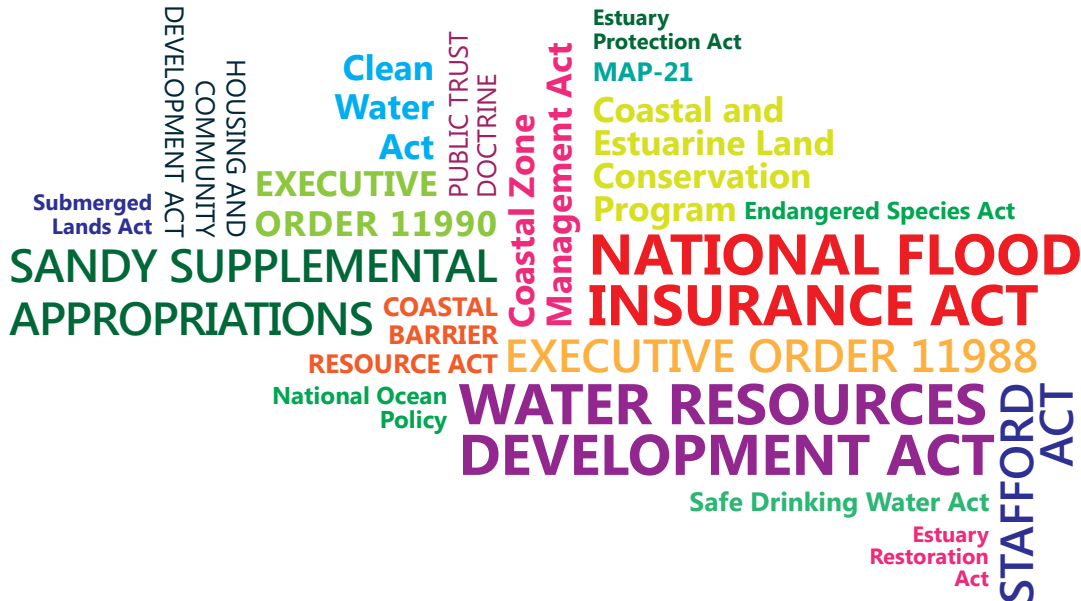 DEVELOPMENT ACT
COMMUNITY
HOUSING AND
Clean
Water
Act
PUBLIC TRUST
DOCTRINE
Coastal Zone
Management Act
Estuary
Protection Act
MAP-21
Coastal and
Estuarine Land
Conservation
Program
Endangered Species Act
Submerged
Lands Act
EXECUTIVE
ORDER 11990
SANDY SUPPLEMENTAL
APPROPRIATIONS
COASTAL
BARRIER
RESOURCE ACT
NATIONAL FLOOD
INSURANCE ACT
EXECUTIVE ORDER 11988
National Ocean
Policy
WATER RESOURCES
DEVELOPMENT ACT
STAFFORD
ACT
Safe Drinking Water Act
Estuary
Restoration
Act